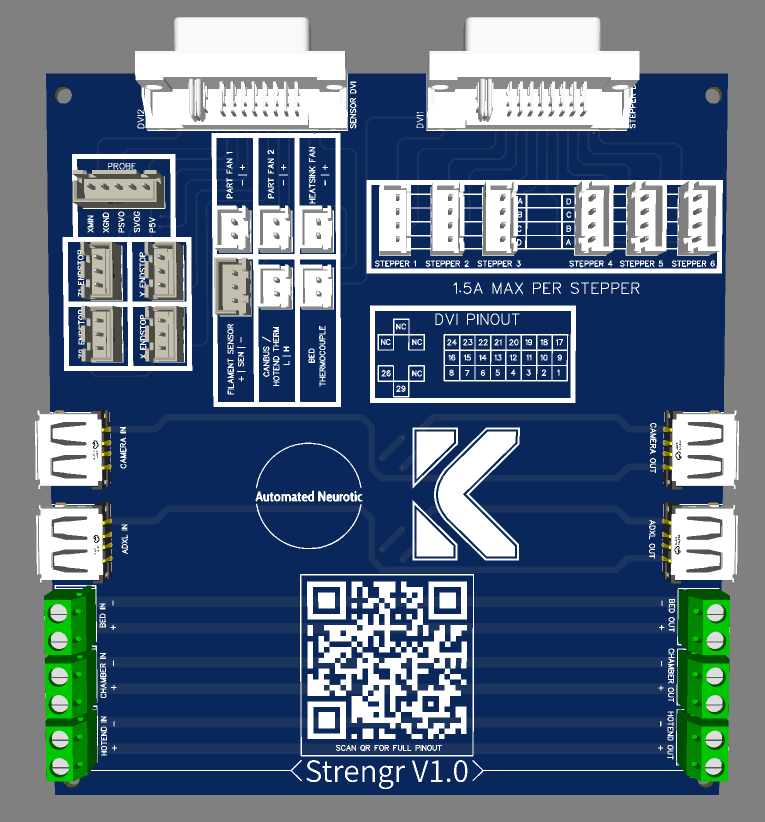 DVI2
SENSOR DVI
DVI1
PROBE
XMIN
XGND
PSVO
SVOG
P5V
Z1 ENDSTOP
Y ENDSTOP
Z2 ENDSTOP
X ENDSTOP
PART FAN 1
- | +
PART FAN 2
- | +
HEATSINK FAN
- | +
FILAMENT SENSOR
+ | SEN | -
CANBUS /
HOTEND THERM
L | H
BED
THERMOCOUPLE
A D
B C
C B
D A
STEPPER 1 STEPPER 2 STEPPER 3 STEPPER 4 STEPPER 5 STEPPER 6
1.5A MAX PER STEPPER
DVI PINOUT
NC
NC NC
26 NC
29
24 23 22 21 20 19 18 17
16 15 14 13 12 11 10 9
8 7 6 5 4 3 2 1
CAMERA IN
CAMERA OUT
ADXL IN
ADXL OUT
Automated Neurotic
K
BED IN
- +
BED OUT
- +
CHAMBER IN
- +
CHAMBER OUT
- +
HOTEND IN
- +
HOTEND OUT
- +
SCAN QR FOR FULL PINOUT
Strengr V1.0